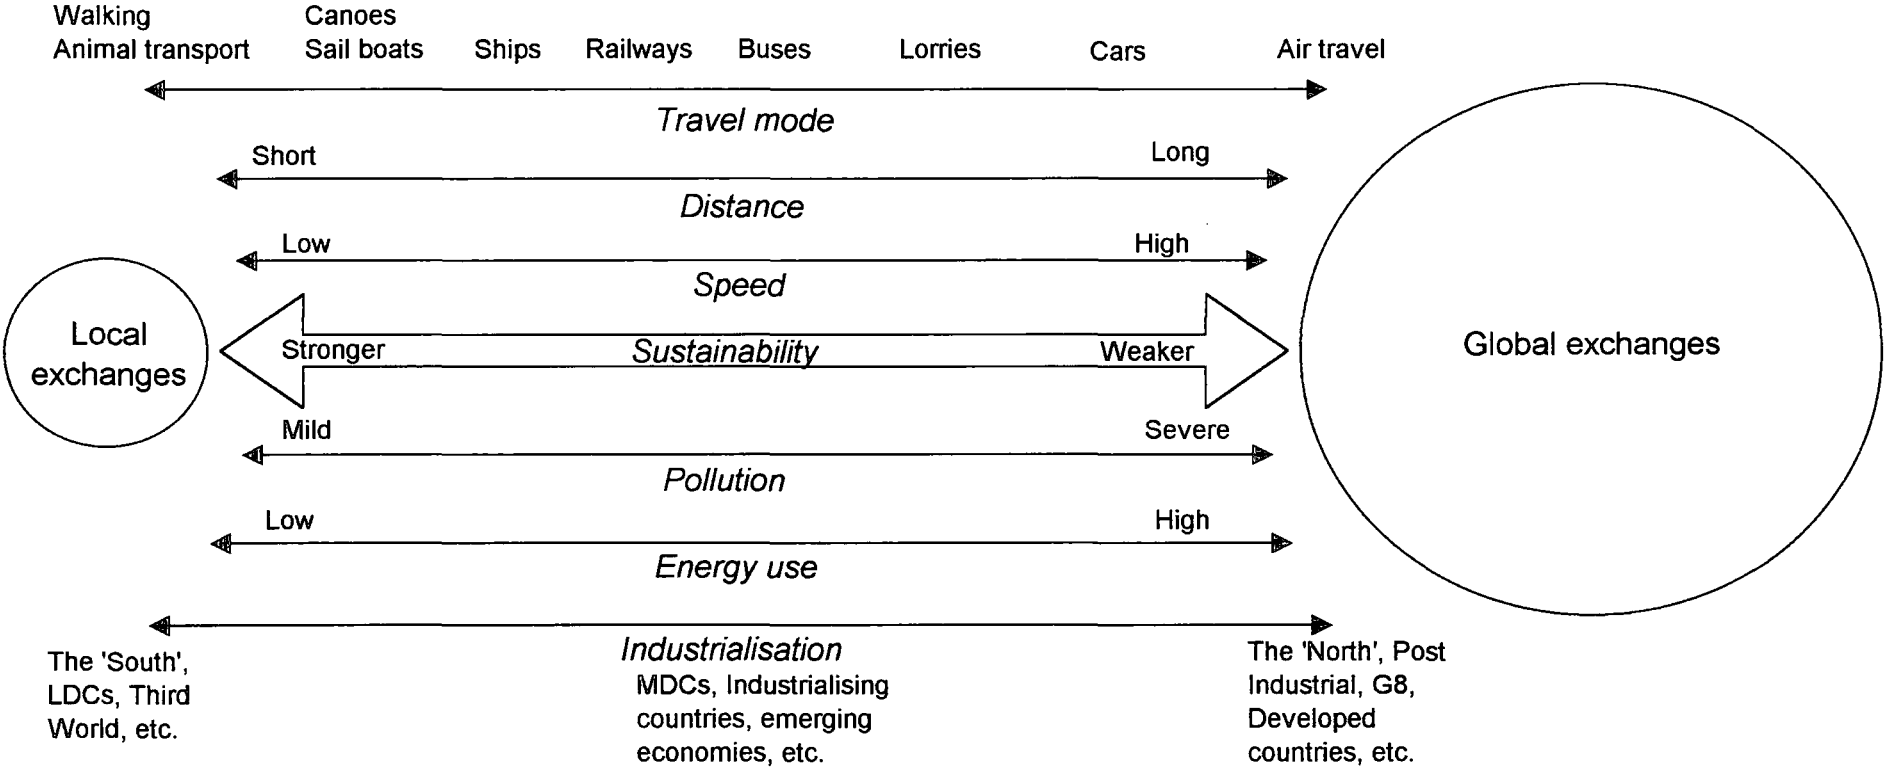 Walking
Animal transport
Canoes
Sail boats
Ships
Railways
Buses
Lorries
Cars
Air travel
Travel mode
Short
Long
Distance
Low
High
Speed
Local
exchanges
Stronger
Sustainability
Weaker
Global exchanges
Mild
Severe
Pollution
Low
High
Energy use
Industrialisation
The 'South',
LDCs, Third
World, etc.
MDCs, Industrialising
countries, emerging
economies, etc.
The 'North', Post
Industrial, G8,
Developed
countries, etc.